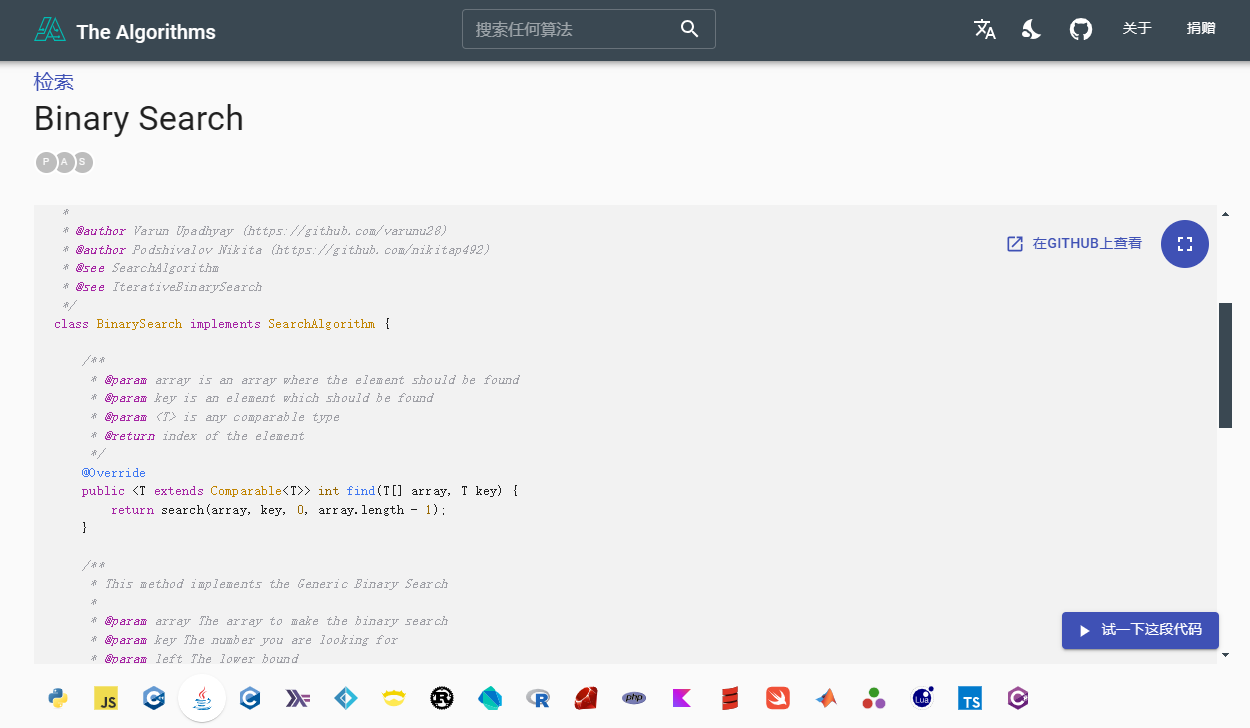 The Algorithms
搜索任何算法
关于
捐赠
检索
Binary Search
P A S
*
* @author Varun Upadhyay (https://github.com/varunu28)
* @author Podshivalov Nikita (https://github.com/nikitap492)
* @see SearchAlgorithm
* @see IterativeBinarySearch
*/
class BinarySearch implements SearchAlgorithm {
/**
* @param array is an array where the element should be found
* @param key is an element which should be found
* @param <T> is any comparable type
* @return index of the element
*/
@Override
public <T extends Comparable<T>> int find(T[] array, T key) {
return search(array, key, 0, array.length - 1);
}
/**
* This method implements the Generic Binary Search
*
* @param array The array to make the binary search
* @param key The number you are looking for
* @param left The lower bound
在GITHUB上查看
试一下这段代码
JS
php
Lua
TS